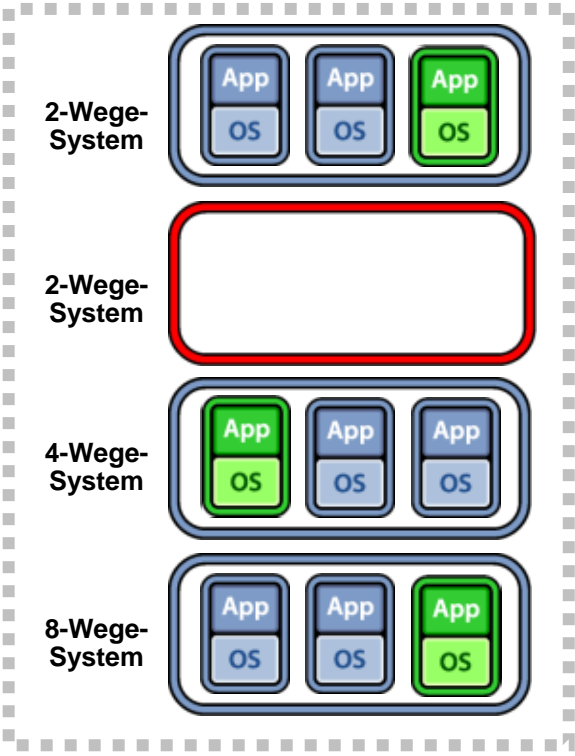 2-Wege-
System
App App App
OS OS OS
2-Wege-
System
4-Wege-
System
App App App
OS OS OS
8-Wege-
System
App App App
OS OS OS